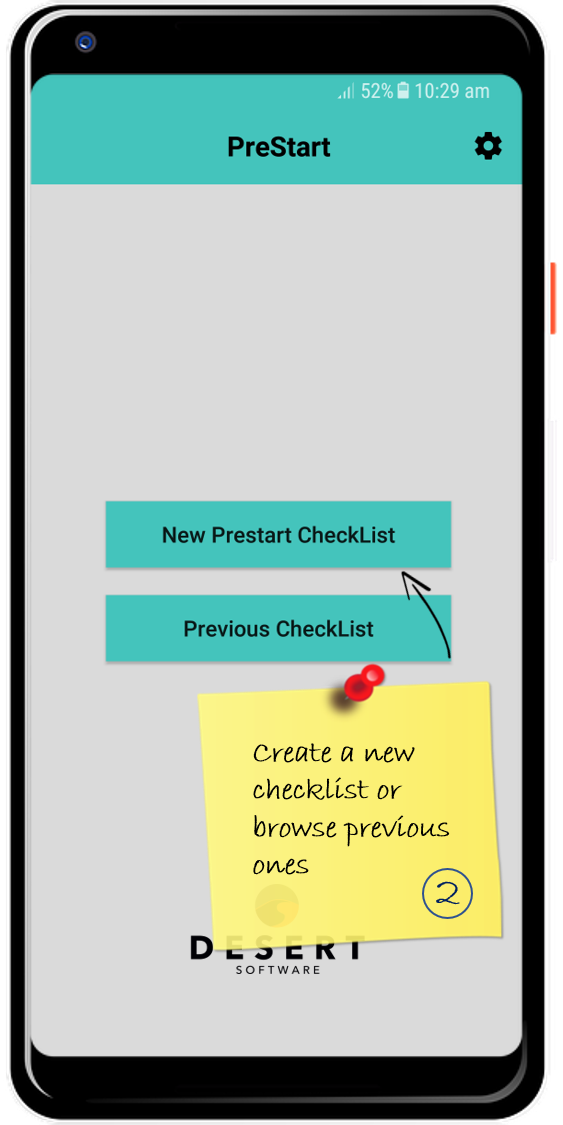 52% 10:29 am
PreStart
New Prestart CheckList
Previous CheckList
Create a new
checklist or
browse previous
ones
2
DESERT
SOFTWARE